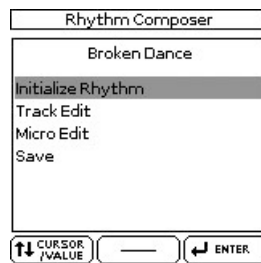 Rhythm Composer
Broken Dance
Initialize Rhythm
Track Edit
Micro Edit
Save
CURSOR
/VALUE
ENTER